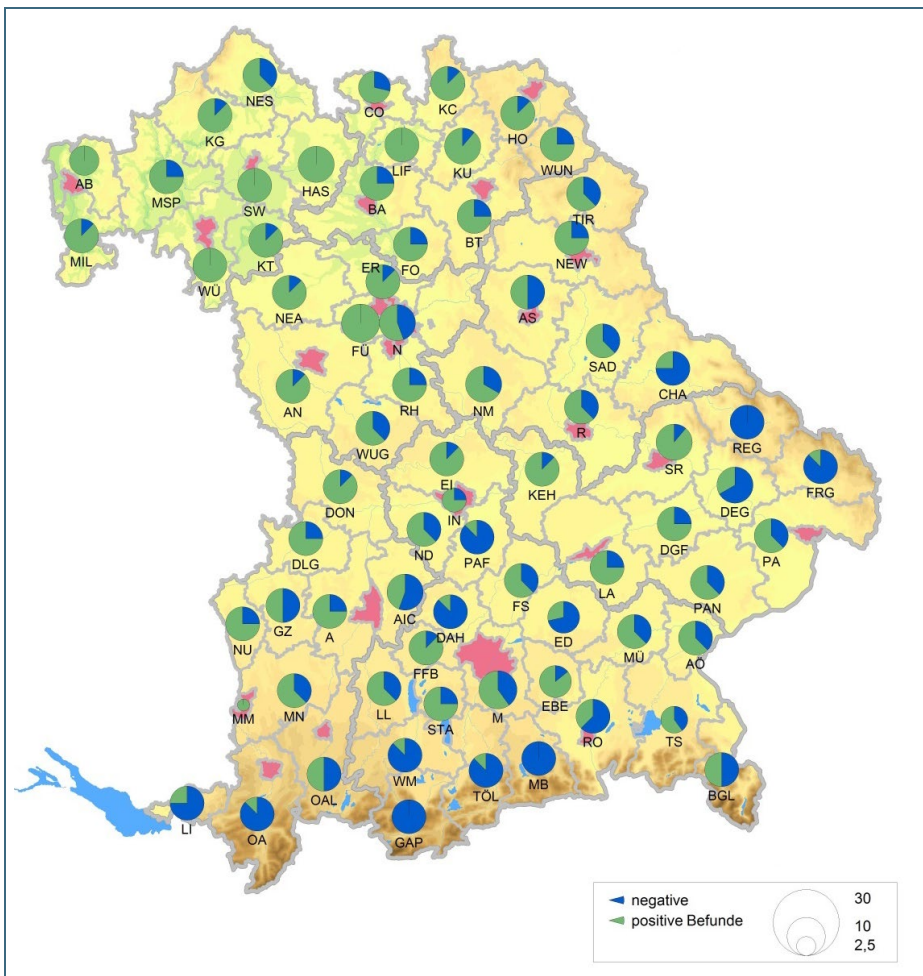 NES
CO
KC
KG
HO
AB
MSP
SW
HAS
LIF
KU
WUN
BA
TIR
MIL
KT
BT
WÜ
FO
NEW
ER
NEA
AS
FÜ
N
SAD
CHA
AN
RH
NM
R
WUG
REG
SR
EI
KEH
FRG
DON
IN
DEG
ND
PAF
DGF
PA
DLG
LA
FS
PAN
AIC
GZ
A
NU
DAH
ED
MÜ
AÖ
FFB
MM
MN
LL
STA
M
EBE
RO
TS
WM
TÖL
MB
OAL
BGL
LI
OA
GAP
negative
positive Befunde
30
10
2,5